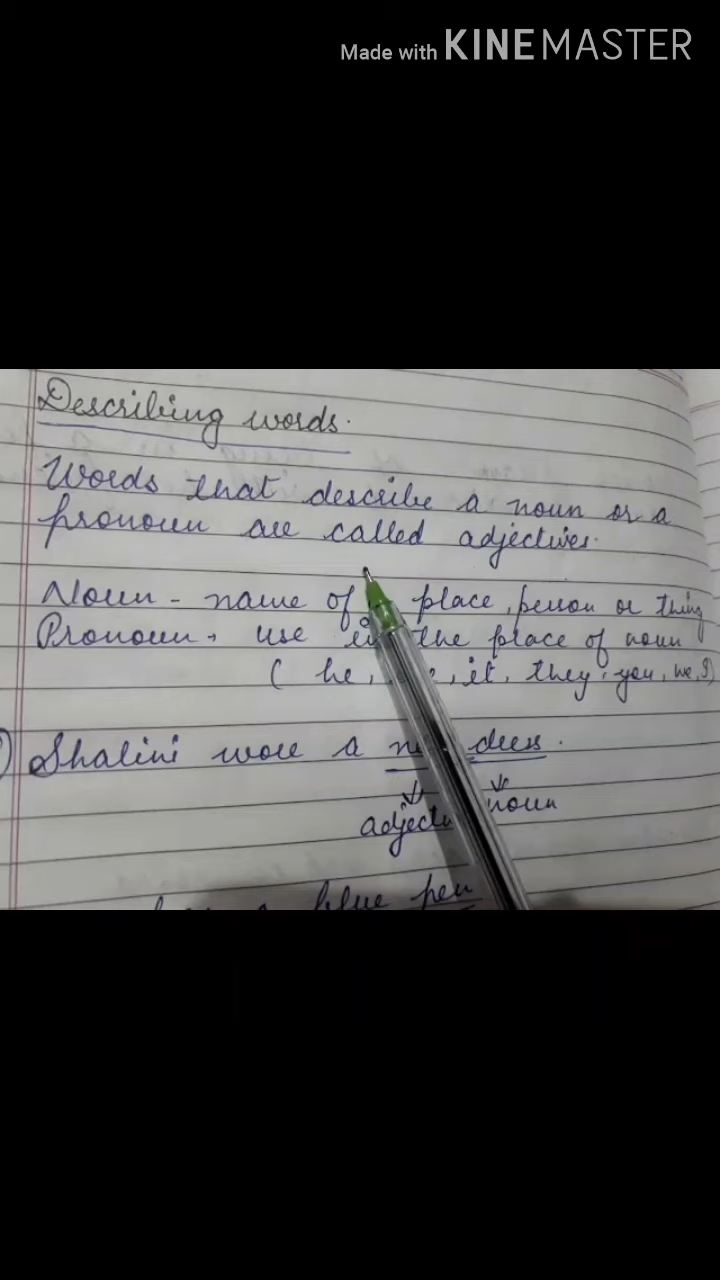 Made with KINEMASTER
Describing words.
Words that describe a noun or a
pronoun are called adjectives.
Noun - name of place, person or thing
Pronoun - use in the place of noun
( he, , it, they, you, we, I)
Shalini wore a dress.
noun
blue pen